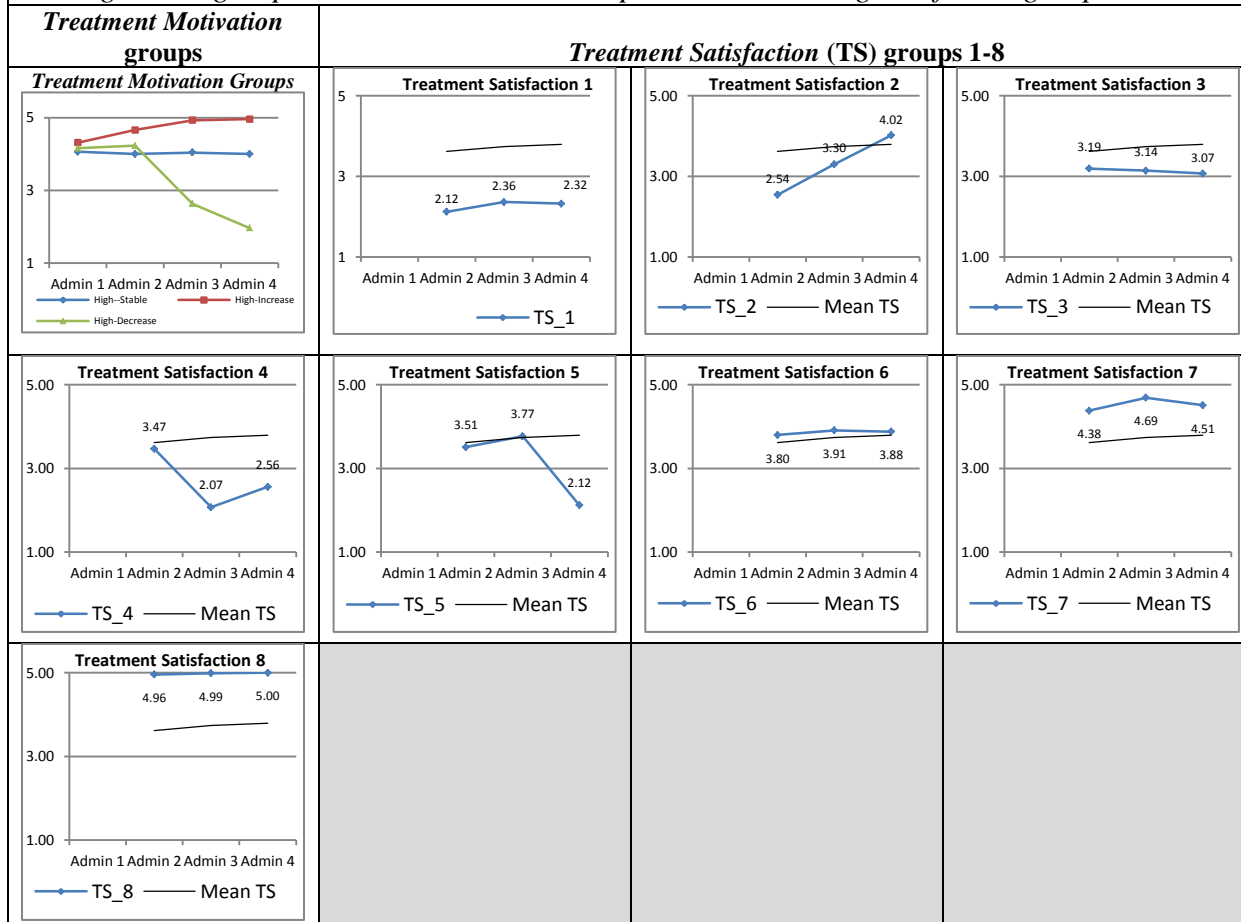 Treatment Motivation groups
Treatment Satisfaction (TS) groups 1-8
Treatment Motivation Groups
5
3
1
Admin 1 Admin 2 Admin 3 Admin 4
High--Stable High-Increase
High-Decrease
Treatment Satisfaction 1
5
3
1
2.12 2.36 2.32
Admin 1 Admin 2 Admin 3 Admin 4
TS_1
Treatment Satisfaction 2
5.00
3.00
1.00
2.54 3.30 4.02
Admin 1 Admin 2 Admin 3 Admin 4
TS_2 Mean TS
Treatment Satisfaction 3
5.00
3.00
1.00
3.19 3.14 3.07
Admin 1 Admin 2 Admin 3 Admin 4
TS_3 Mean TS
Treatment Satisfaction 4
5.00
3.00
1.00
3.47 2.07 2.56
Admin 1 Admin 2 Admin 3 Admin 4
TS_4 Mean TS
Treatment Satisfaction 5
5.00
3.00
1.00
3.51 3.77 2.12
Admin 1 Admin 2 Admin 3 Admin 4
TS_5 Mean TS
Treatment Satisfaction 6
5.00
3.00
1.00
3.80 3.91 3.88
Admin 1 Admin 2 Admin 3 Admin 4
TS_6 Mean TS
Treatment Satisfaction 7
5.00
3.00
1.00
4.38 4.69 4.51
Admin 1 Admin 2 Admin 3 Admin 4
TS_7 Mean TS
Treatment Satisfaction 8
5.00
3.00
1.00
4.96 4.99 5.00
Admin 1 Admin 2 Admin 3 Admin 4
TS_8 Mean TS